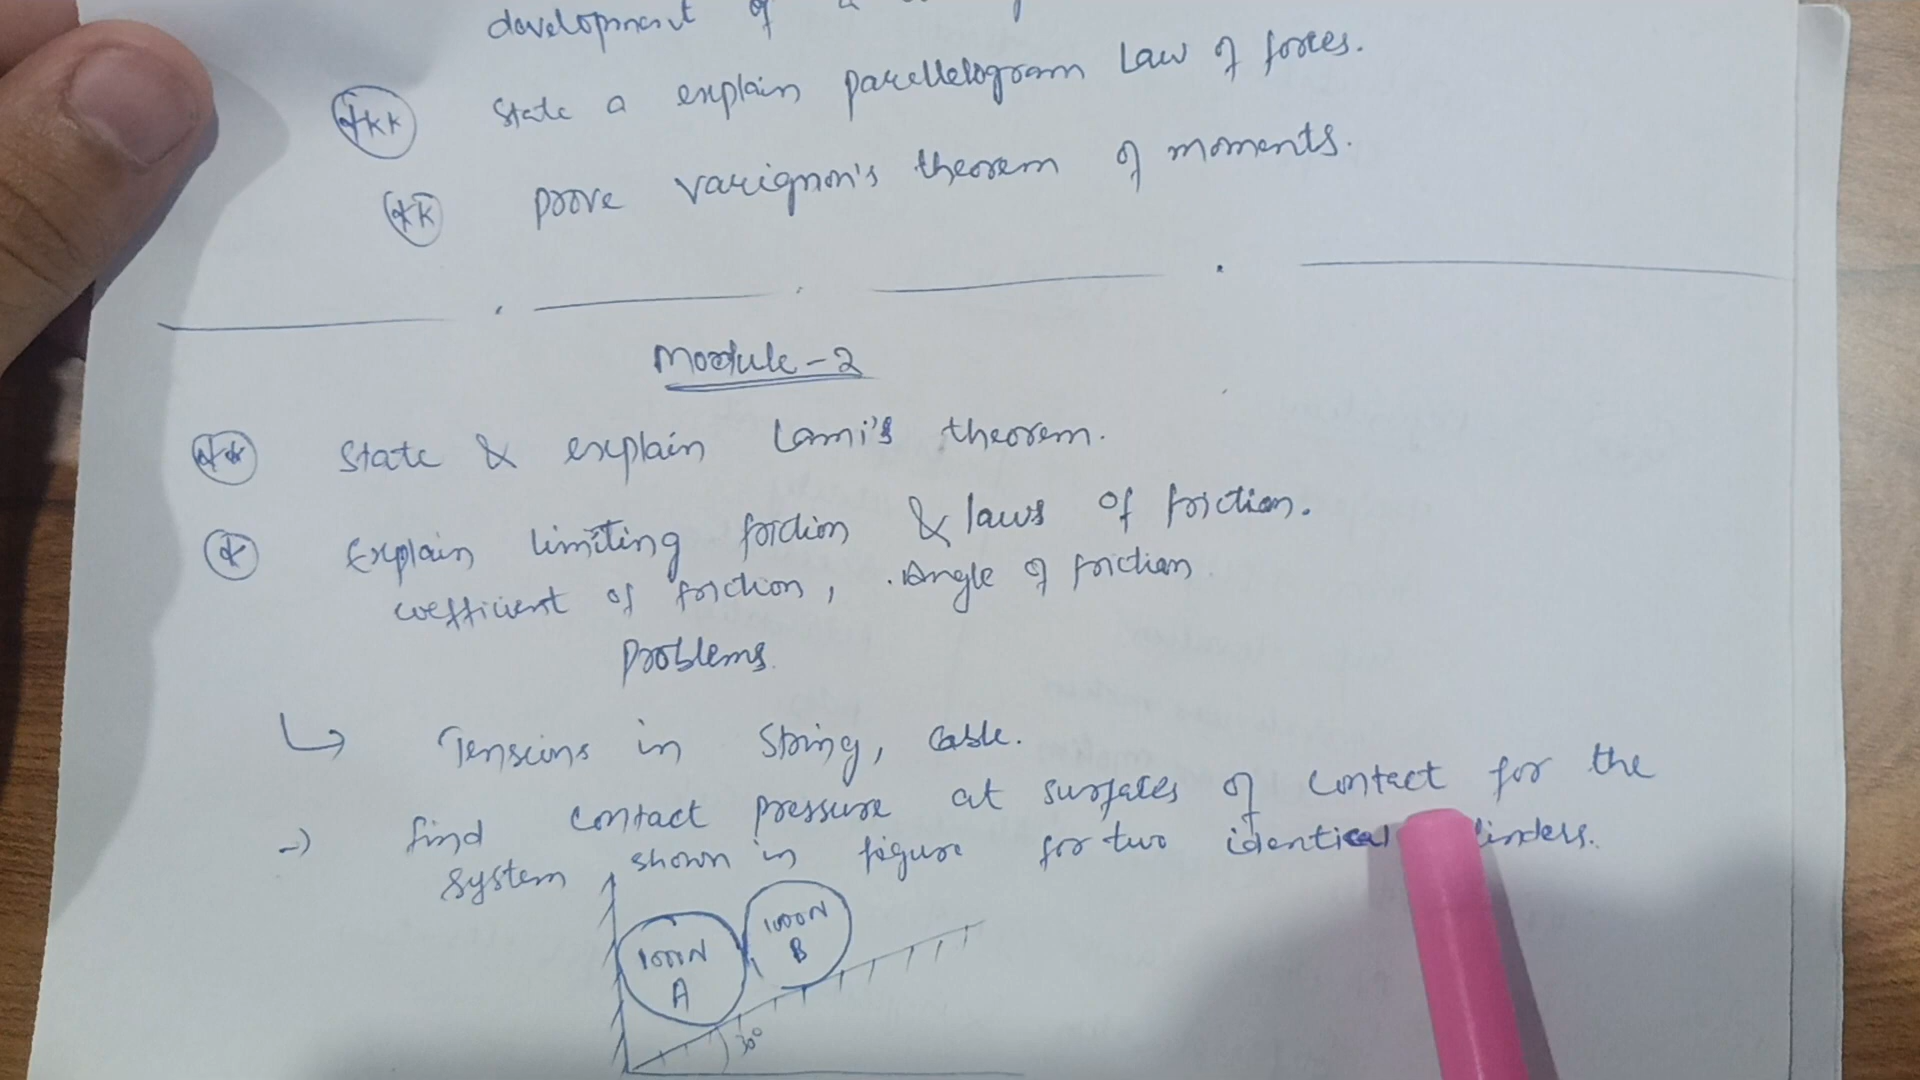 development of a
*** State a explain parallelogram Law of forces.
** prove varignon's theorem of moments.
Module-2
** State & explain Lami's theorem.
* Explain limiting friction & laws of friction.
coefficient of friction, Angle of friction
Problems.
↳ Tensions in String, cable.
→ find contact pressure at surfaces of contact for the
system shown in figure for two identical linders.
1000N
A
1000N
B
30°